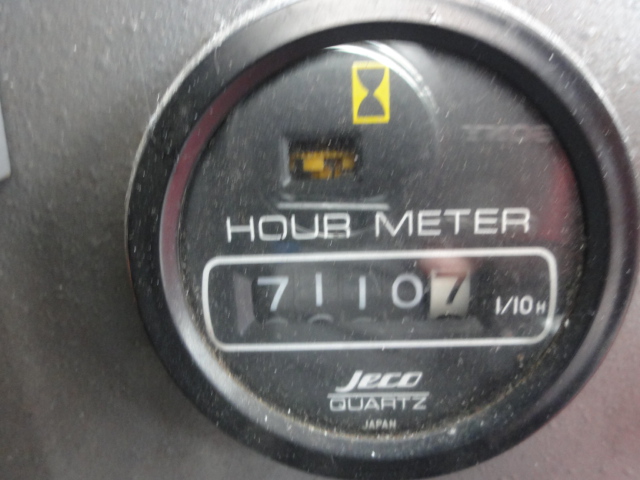 HOUR METER
71107 1/10H
Jeco
QUARTZ
JAPAN